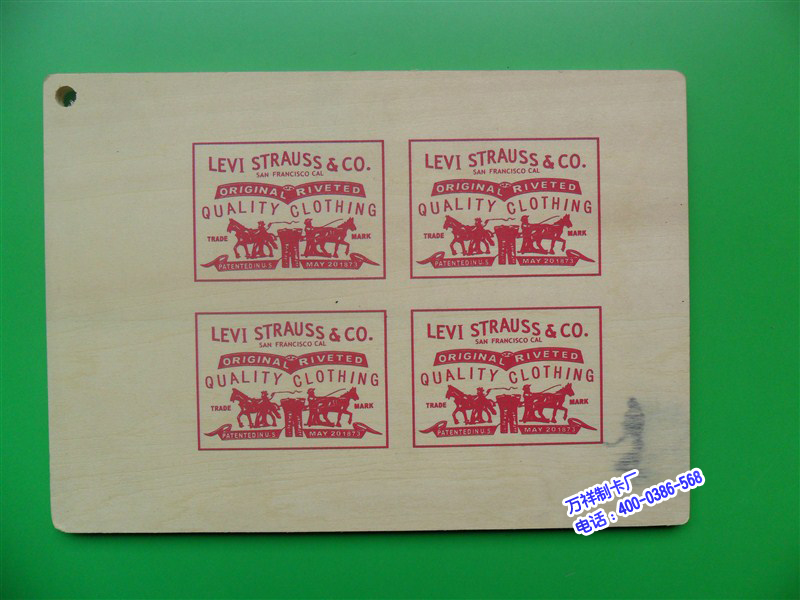 LEVI STRAUSS & CO.
SAN FRANCISCO CAL
ORIGINAL RIVETED
QUALITY CLOTHING
TRADE MARK
PATENTED IN U.S. MAY 20 1873
LEVI STRAUSS & CO.
SAN FRANCISCO CAL
ORIGINAL RIVETED
QUALITY CLOTHING
TRADE MARK
PATENTED IN U.S. MAY 20 1873
LEVI STRAUSS & CO.
SAN FRANCISCO CAL
ORIGINAL RIVETED
QUALITY CLOTHING
TRADE MARK
PATENTED IN U.S. MAY 20 1873
LEVI STRAUSS & CO.
SAN FRANCISCO CAL
ORIGINAL RIVETED
QUALITY CLOTHING
TRADE MARK
PATENTED IN U.S. MAY 20 1873
万祥制卡厂
电话：400-0386-568